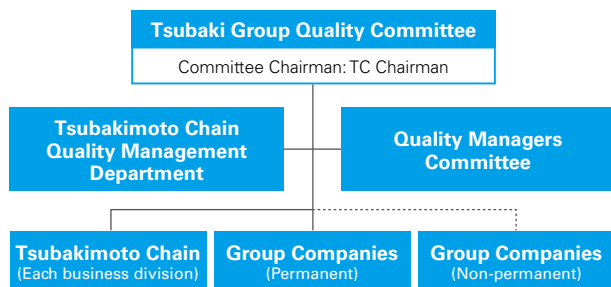 Tsubaki Group Quality Committee
Committee Chairman: TC Chairman
Tsubakimoto Chain
Quality Management
Department
Quality Managers
Committee
Tsubakimoto Chain
(Each business division)
Group Companies
(Permanent)
Group Companies
(Non-permanent)